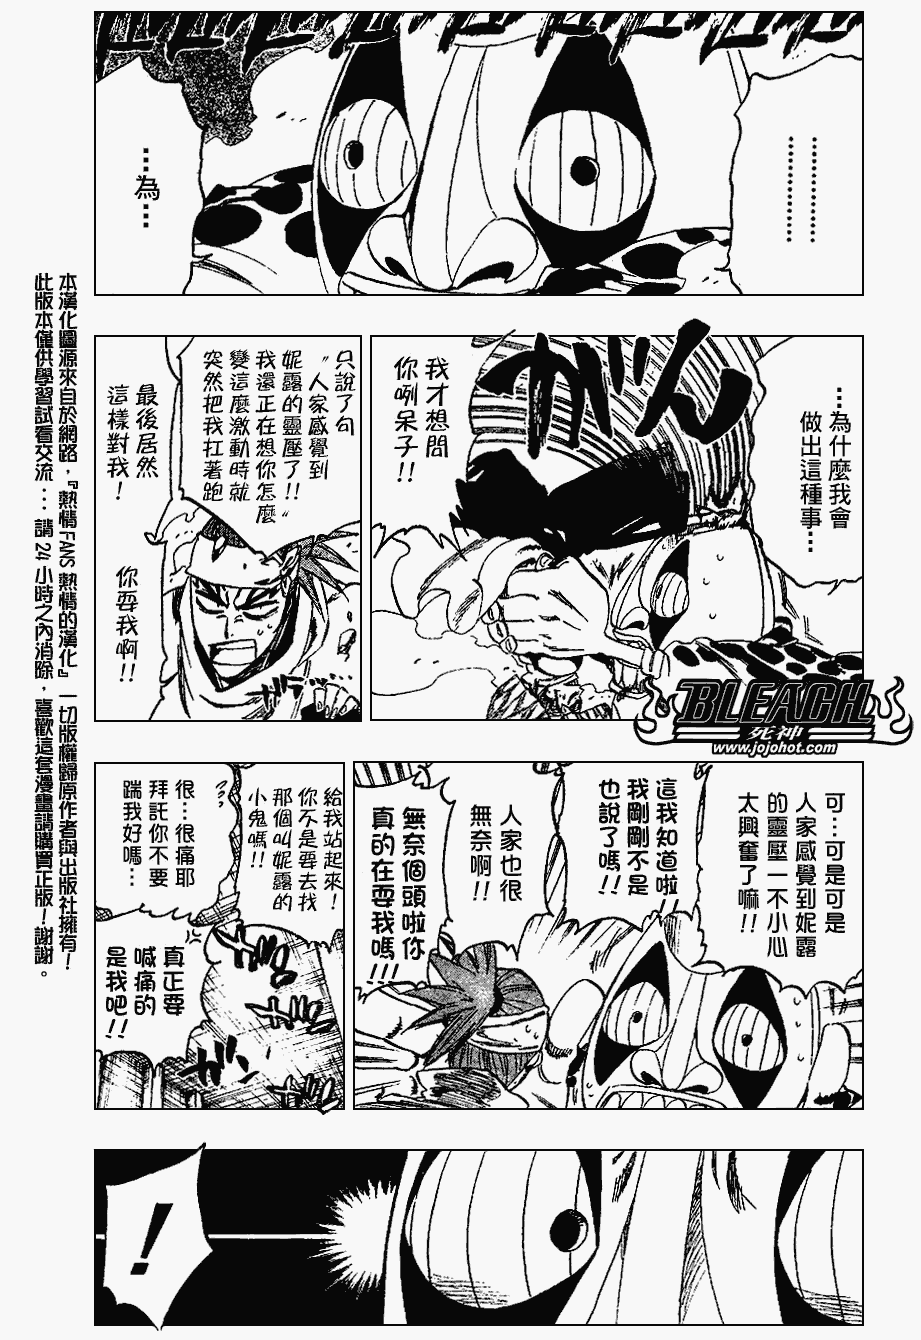 ………………
…為…
…為什麼我會
做出這種事…
ガーン
我才想問
你咧呆子!!
只說了句
〝人家感覺到
妮露的靈壓了!!〞
我還正在想你怎麼
變這麼激動時就
突然把我扛著跑
最後居然
這樣對我!
你耍我啊!!
BLEACH
死神
www.jojohot.com
可…可是可是
人家感覺到妮露
的靈壓一不小心
太興奮了嘛!!
這我知道啦!!
我剛剛不是
也說了嗎!!
人家也很
無奈啊!!
無奈個頭啦你
真的在耍我嗎!!!
給我站起來!
你不是要去找
那個叫妮露的
小鬼嗎!!
很…很痛耶
拜託你不要
踹我好嗎…
真正要
喊痛的
是我吧!!
!
本漢化圖源來自於網路，『熱情FANS熱情的漢化』一切版權歸原作者與出版社擁有!
此版本僅供學習試看交流…請24小時之內消除，喜歡這套漫畫請購買正版!謝謝。